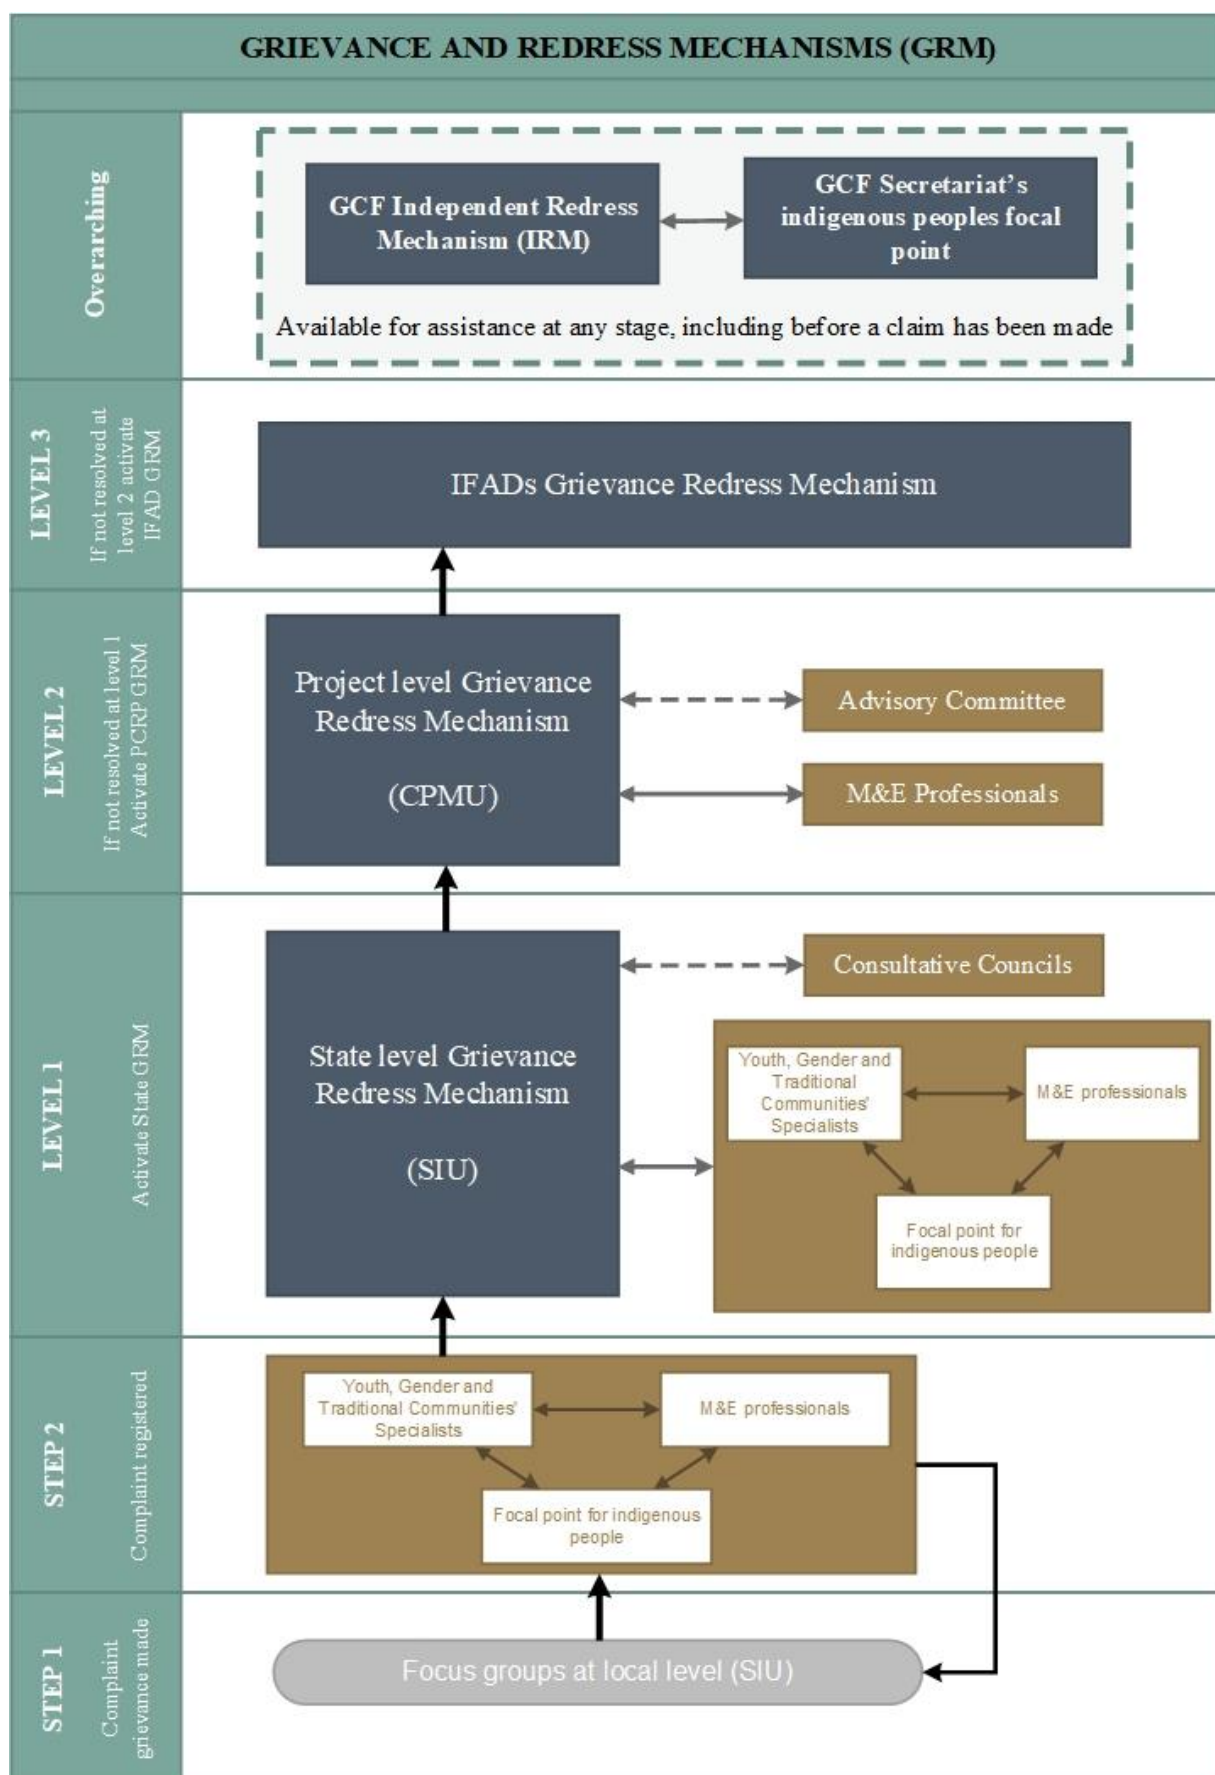 GRIEVANCE AND REDRESS MECHANISMS (GRM)
Overarching
GCF Independent Redress
Mechanism (IRM)
GCF Secretariat's
indigenous peoples focal
point
Available for assistance at any stage, including before a claim has been made
LEVEL 3
If not resolved at
level 2 activate
IFAD GRM
IFADs Grievance Redress Mechanism
LEVEL 2
If not resolved at level 1
Activate PCRP GRM
Project level Grievance
Redress Mechanism
(CPMU)
Advisory Committee
M&E Professionals
LEVEL 1
Activate State GRM
State level Grievance
Redress Mechanism
(SIU)
Consultative Councils
Youth, Gender and
Traditional
Communities'
Specialists
M&E professionals
Focal point for
indigenous people
STEP 2
Complaint registered
Youth, Gender and
Traditional Communities'
Specialists
M&E professionals
Focal point for indigenous
people
STEP 1
Complaint
grievance made
Focus groups at local level (SIU)